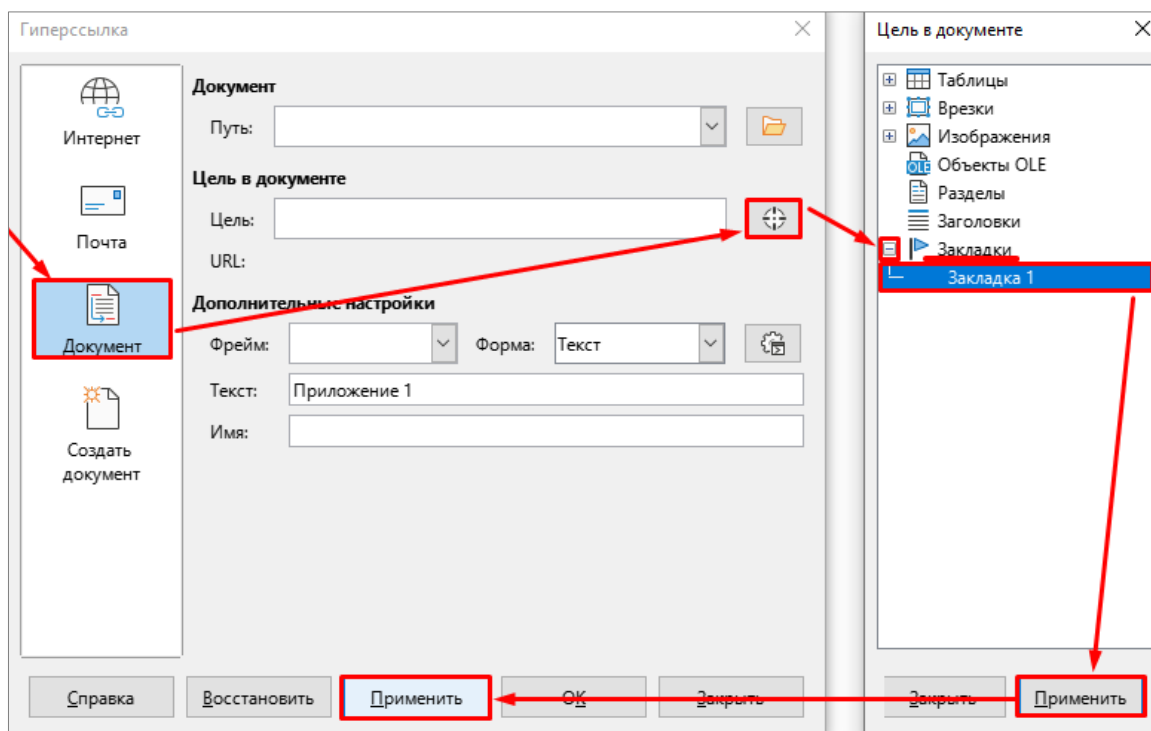 Гиперссылка
Интернет
Почта
Документ
Создать
документ
Документ
Путь:
Цель в документе
Цель:
URL:
Дополнительные настройки
Фрейм:
Форма: Текст
Текст: Приложение 1
Имя:
Справка
Восстановить
Применить
ОК
Закрыть
Цель в документе
Таблицы
Врезки
Изображения
OLE Объекты OLE
Разделы
Заголовки
Закладки
Закладка 1
Закрыть
Применить